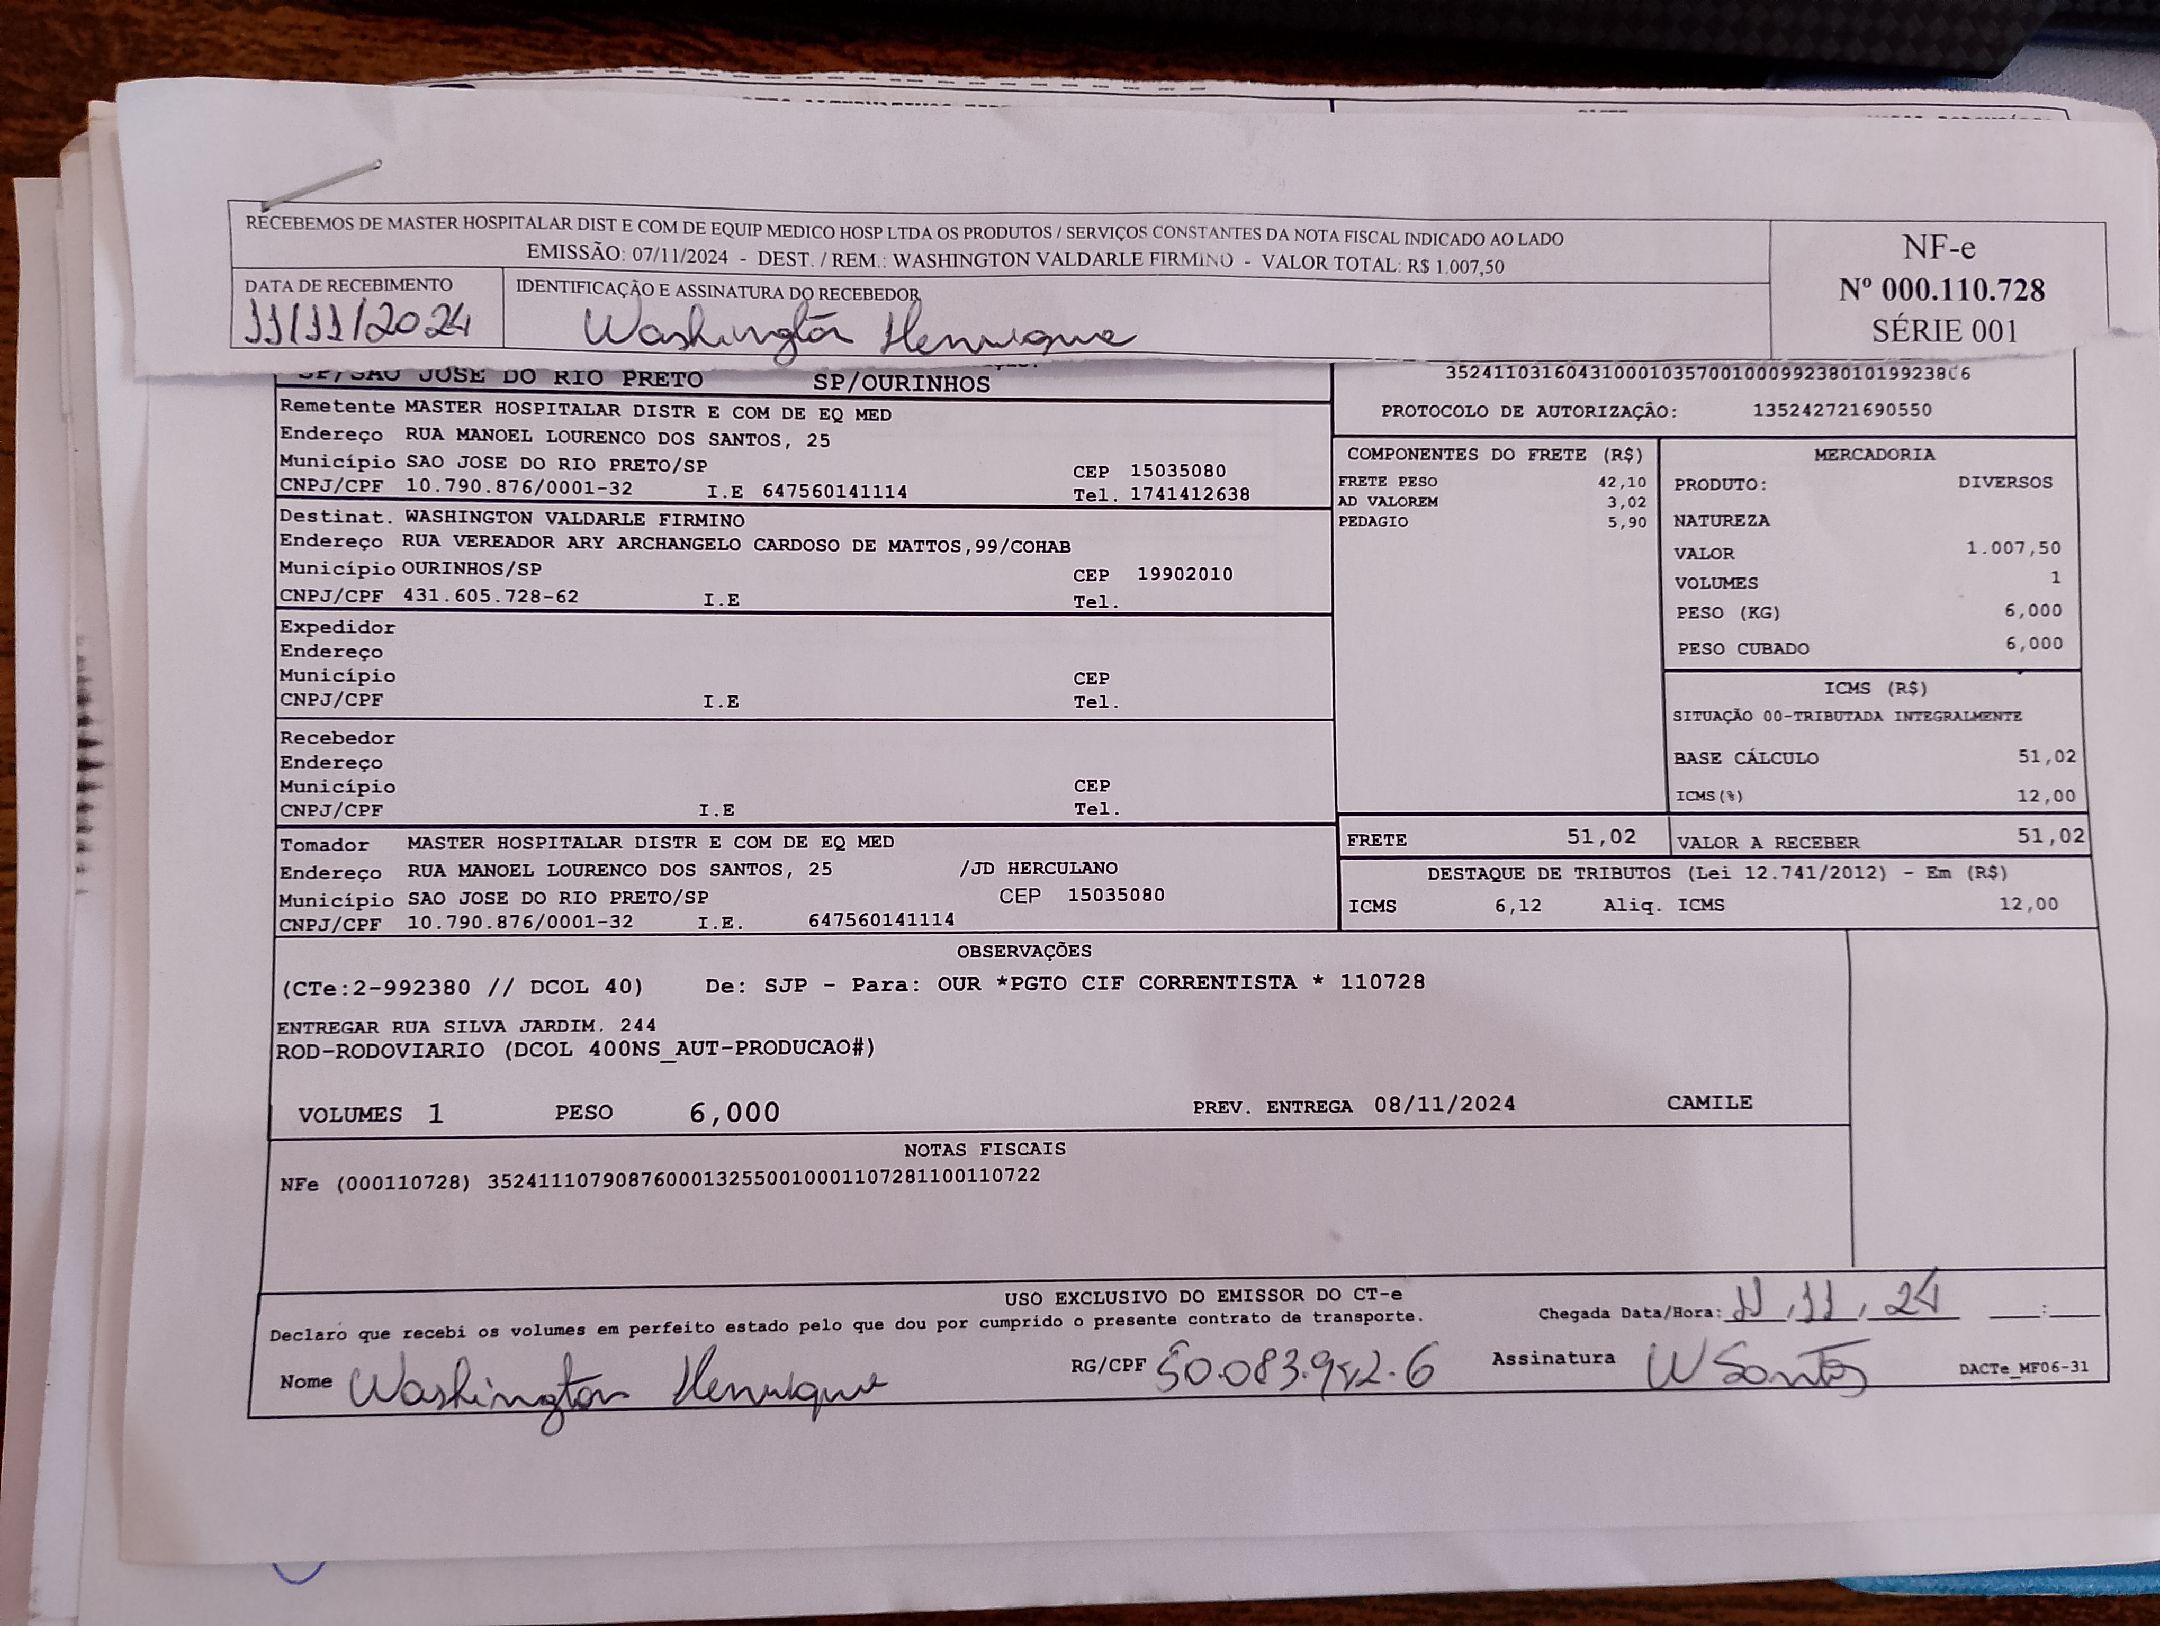 RECEBEMOS DE MASTER HOSPITALAR DIST E COM DE EQUIP MEDICO HOSP LTDA OS PRODUTOS / SERVIÇOS CONSTANTES DA NOTA FISCAL INDICADO AO LADO
EMISSÃO: 07/11/2024 - DEST. / REM.: WASHINGTON VALDARLE FIRMINO - VALOR TOTAL: R$ 1.007,50
NF-e
Nº 000.110.728
SÉRIE 001
DATA DE RECEBIMENTO
11/11/2024
IDENTIFICAÇÃO E ASSINATURA DO RECEBEDOR
Washington Henrique
SP/SAO JOSE DO RIO PRETO SP/OURINHOS
Remetente MASTER HOSPITALAR DISTR E COM DE EQ MED
Endereço RUA MANOEL LOURENCO DOS SANTOS, 25
Município SAO JOSE DO RIO PRETO/SP CEP 15035080
CNPJ/CPF 10.790.876/0001-32 I.E 647560141114 Tel. 1741412638
Destinat. WASHINGTON VALDARLE FIRMINO
Endereço RUA VEREADOR ARY ARCHANGELO CARDOSO DE MATTOS,99/COHAB
Município OURINHOS/SP CEP 19902010
CNPJ/CPF 431.605.728-62 I.E Tel.
Expedidor
Endereço
Município CEP
CNPJ/CPF I.E Tel.
Recebedor
Endereço
Município CEP
CNPJ/CPF I.E Tel.
Tomador MASTER HOSPITALAR DISTR E COM DE EQ MED
Endereço RUA MANOEL LOURENCO DOS SANTOS, 25 /JD HERCULANO
Município SAO JOSE DO RIO PRETO/SP CEP 15035080
CNPJ/CPF 10.790.876/0001-32 I.E. 647560141114
35241103160431000103570010009923801019923806
PROTOCOLO DE AUTORIZAÇÃO: 135242721690550
COMPONENTES DO FRETE (R$)
FRETE PESO 42,10
AD VALOREM 3,02
PEDAGIO 5,90
MERCADORIA
PRODUTO: DIVERSOS
NATUREZA
VALOR 1.007,50
VOLUMES 1
PESO (KG) 6,000
PESO CUBADO 6,000
ICMS (R$)
SITUAÇÃO 00-TRIBUTADA INTEGRALMENTE
BASE CÁLCULO 51,02
ICMS(%) 12,00
FRETE 51,02 VALOR A RECEBER 51,02
DESTAQUE DE TRIBUTOS (Lei 12.741/2012) - Em (R$)
ICMS 6,12 Aliq. ICMS 12,00
OBSERVAÇÕES
(CTe:2-992380 // DCOL 40) De: SJP - Para: OUR *PGTO CIF CORRENTISTA * 110728
ENTREGAR RUA SILVA JARDIM. 244
ROD-RODOVIARIO (DCOL 400NS_AUT-PRODUCAO#)
VOLUMES 1 PESO 6,000 PREV. ENTREGA 08/11/2024 CAMILE
NOTAS FISCAIS
NFe (000110728) 35241110790876000132550010001107281100110722
USO EXCLUSIVO DO EMISSOR DO CT-e
Declaro que recebi os volumes em perfeito estado pelo que dou por cumprido o presente contrato de transporte. Chegada Data/Hora: 11,11,24 :
Nome Washington Henrique RG/CPF 50.083.952.6 Assinatura W Santos DACTe_MF06-31